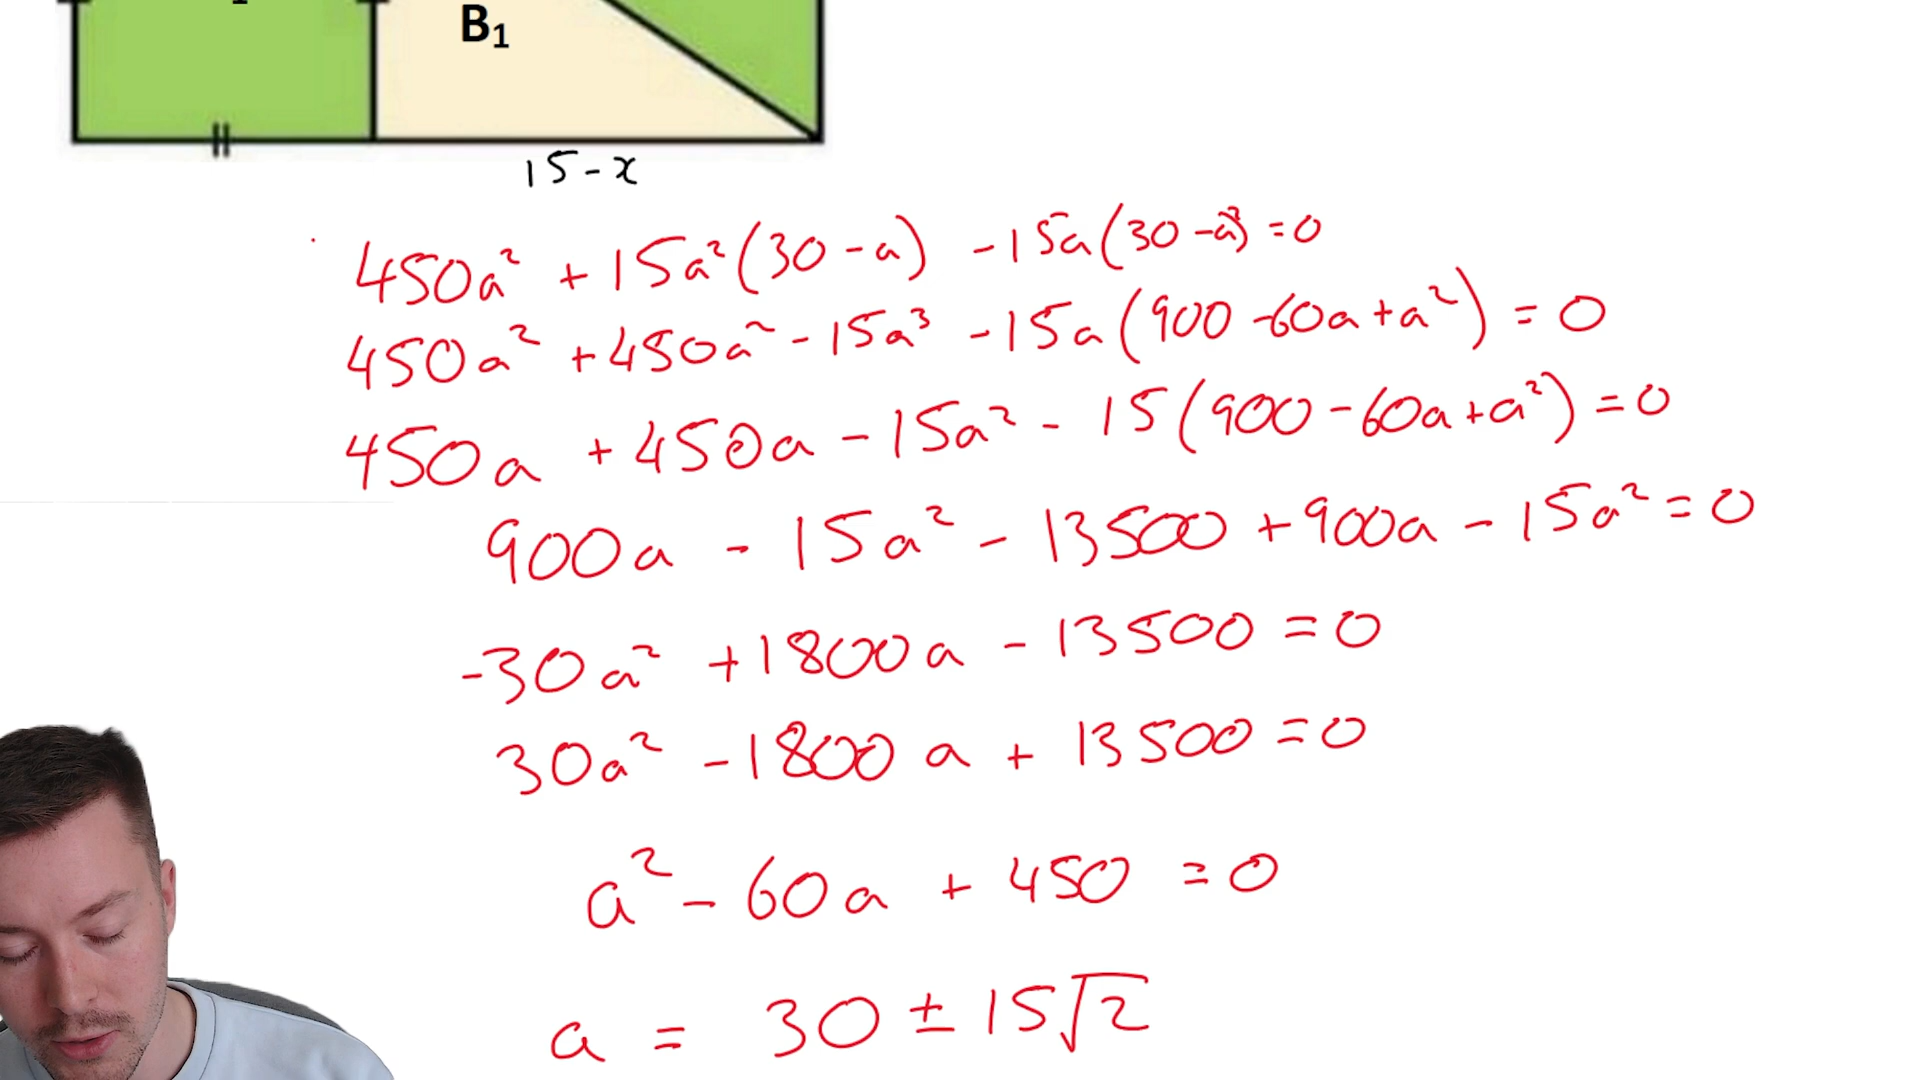 B₁
15-x
450a² + 15a²(30-a) -15a(30-a)² =0
450a² +450a² -15a³ -15a(900-60a+a²) =0
450a +450a -15a² -15(900-60a+a²) =0
900a -15a² -13500 +900a -15a² =0
-30a² +1800a -13500 =0
30a² -1800a + 13500 =0
a² -60a + 450 =0
a = 30 ± 15√2